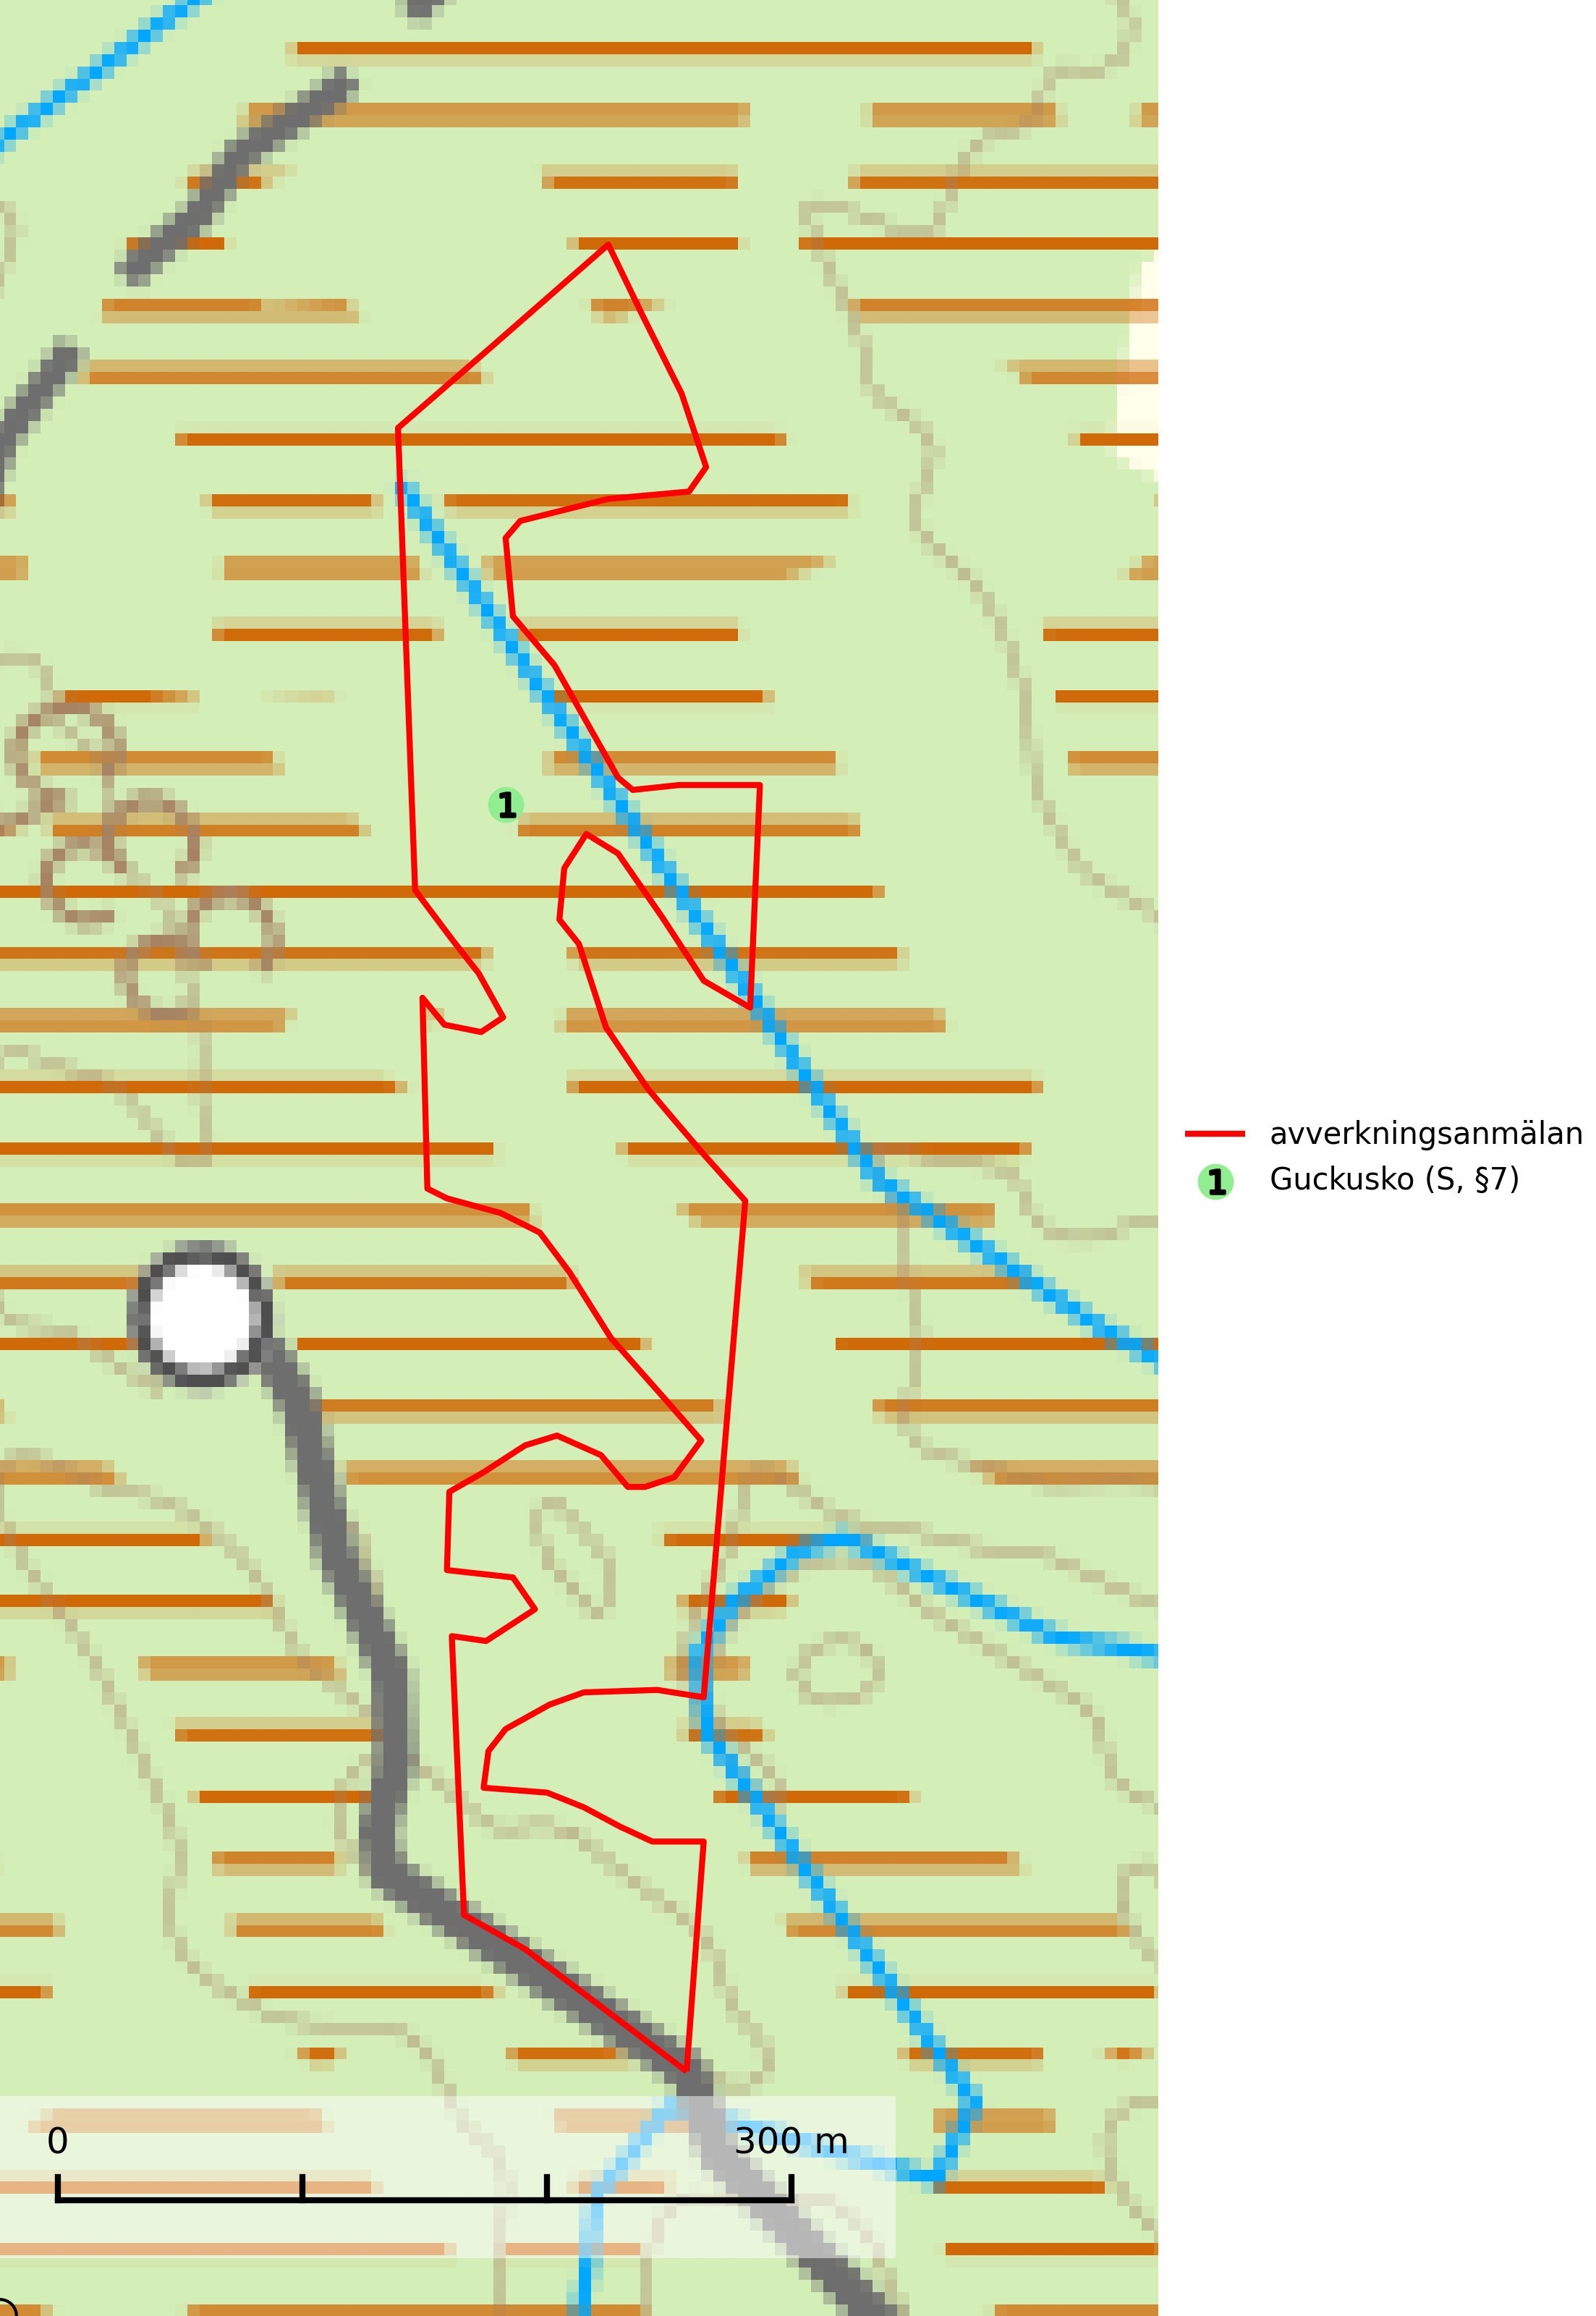 1
avverkningsanmälan
1 Guckusko (S, §7)
0 300 m